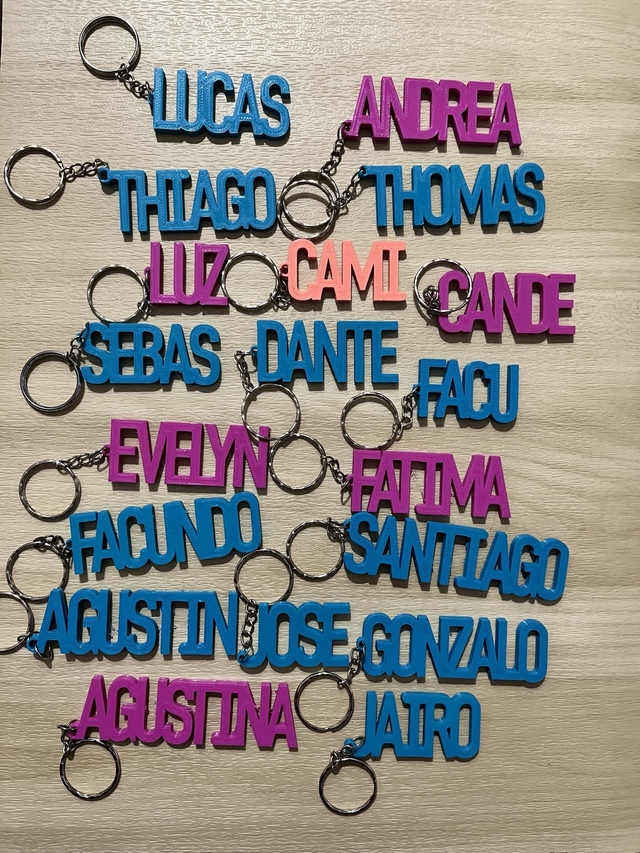 LUCAS
ANDREA
THIAGO
THOMAS
LUZ
CAMI
CANDE
SEBAS
DANTE
FACU
EVELYN
FATIMA
FACUNDO
SANTIAGO
AGUSTIN
JOSE
GONZALO
AGUSTINA
JAIRO